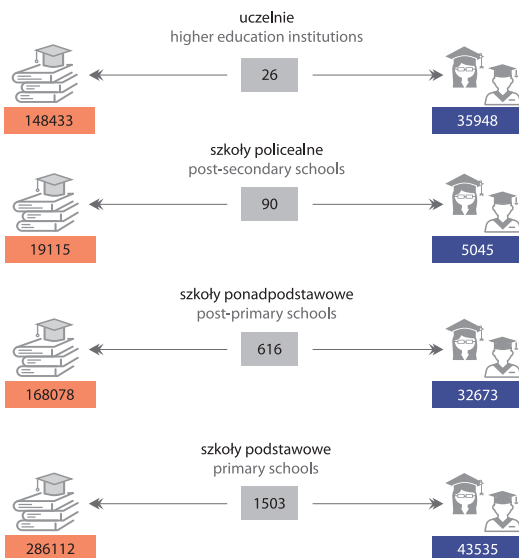 uczelnie
higher education institutions
26
148433
35948
szkoły policealne
post-secondary schools
90
19115
5045
szkoły ponadpodstawowe
post-primary schools
616
168078
32673
szkoły podstawowe
primary schools
1503
286112
43535